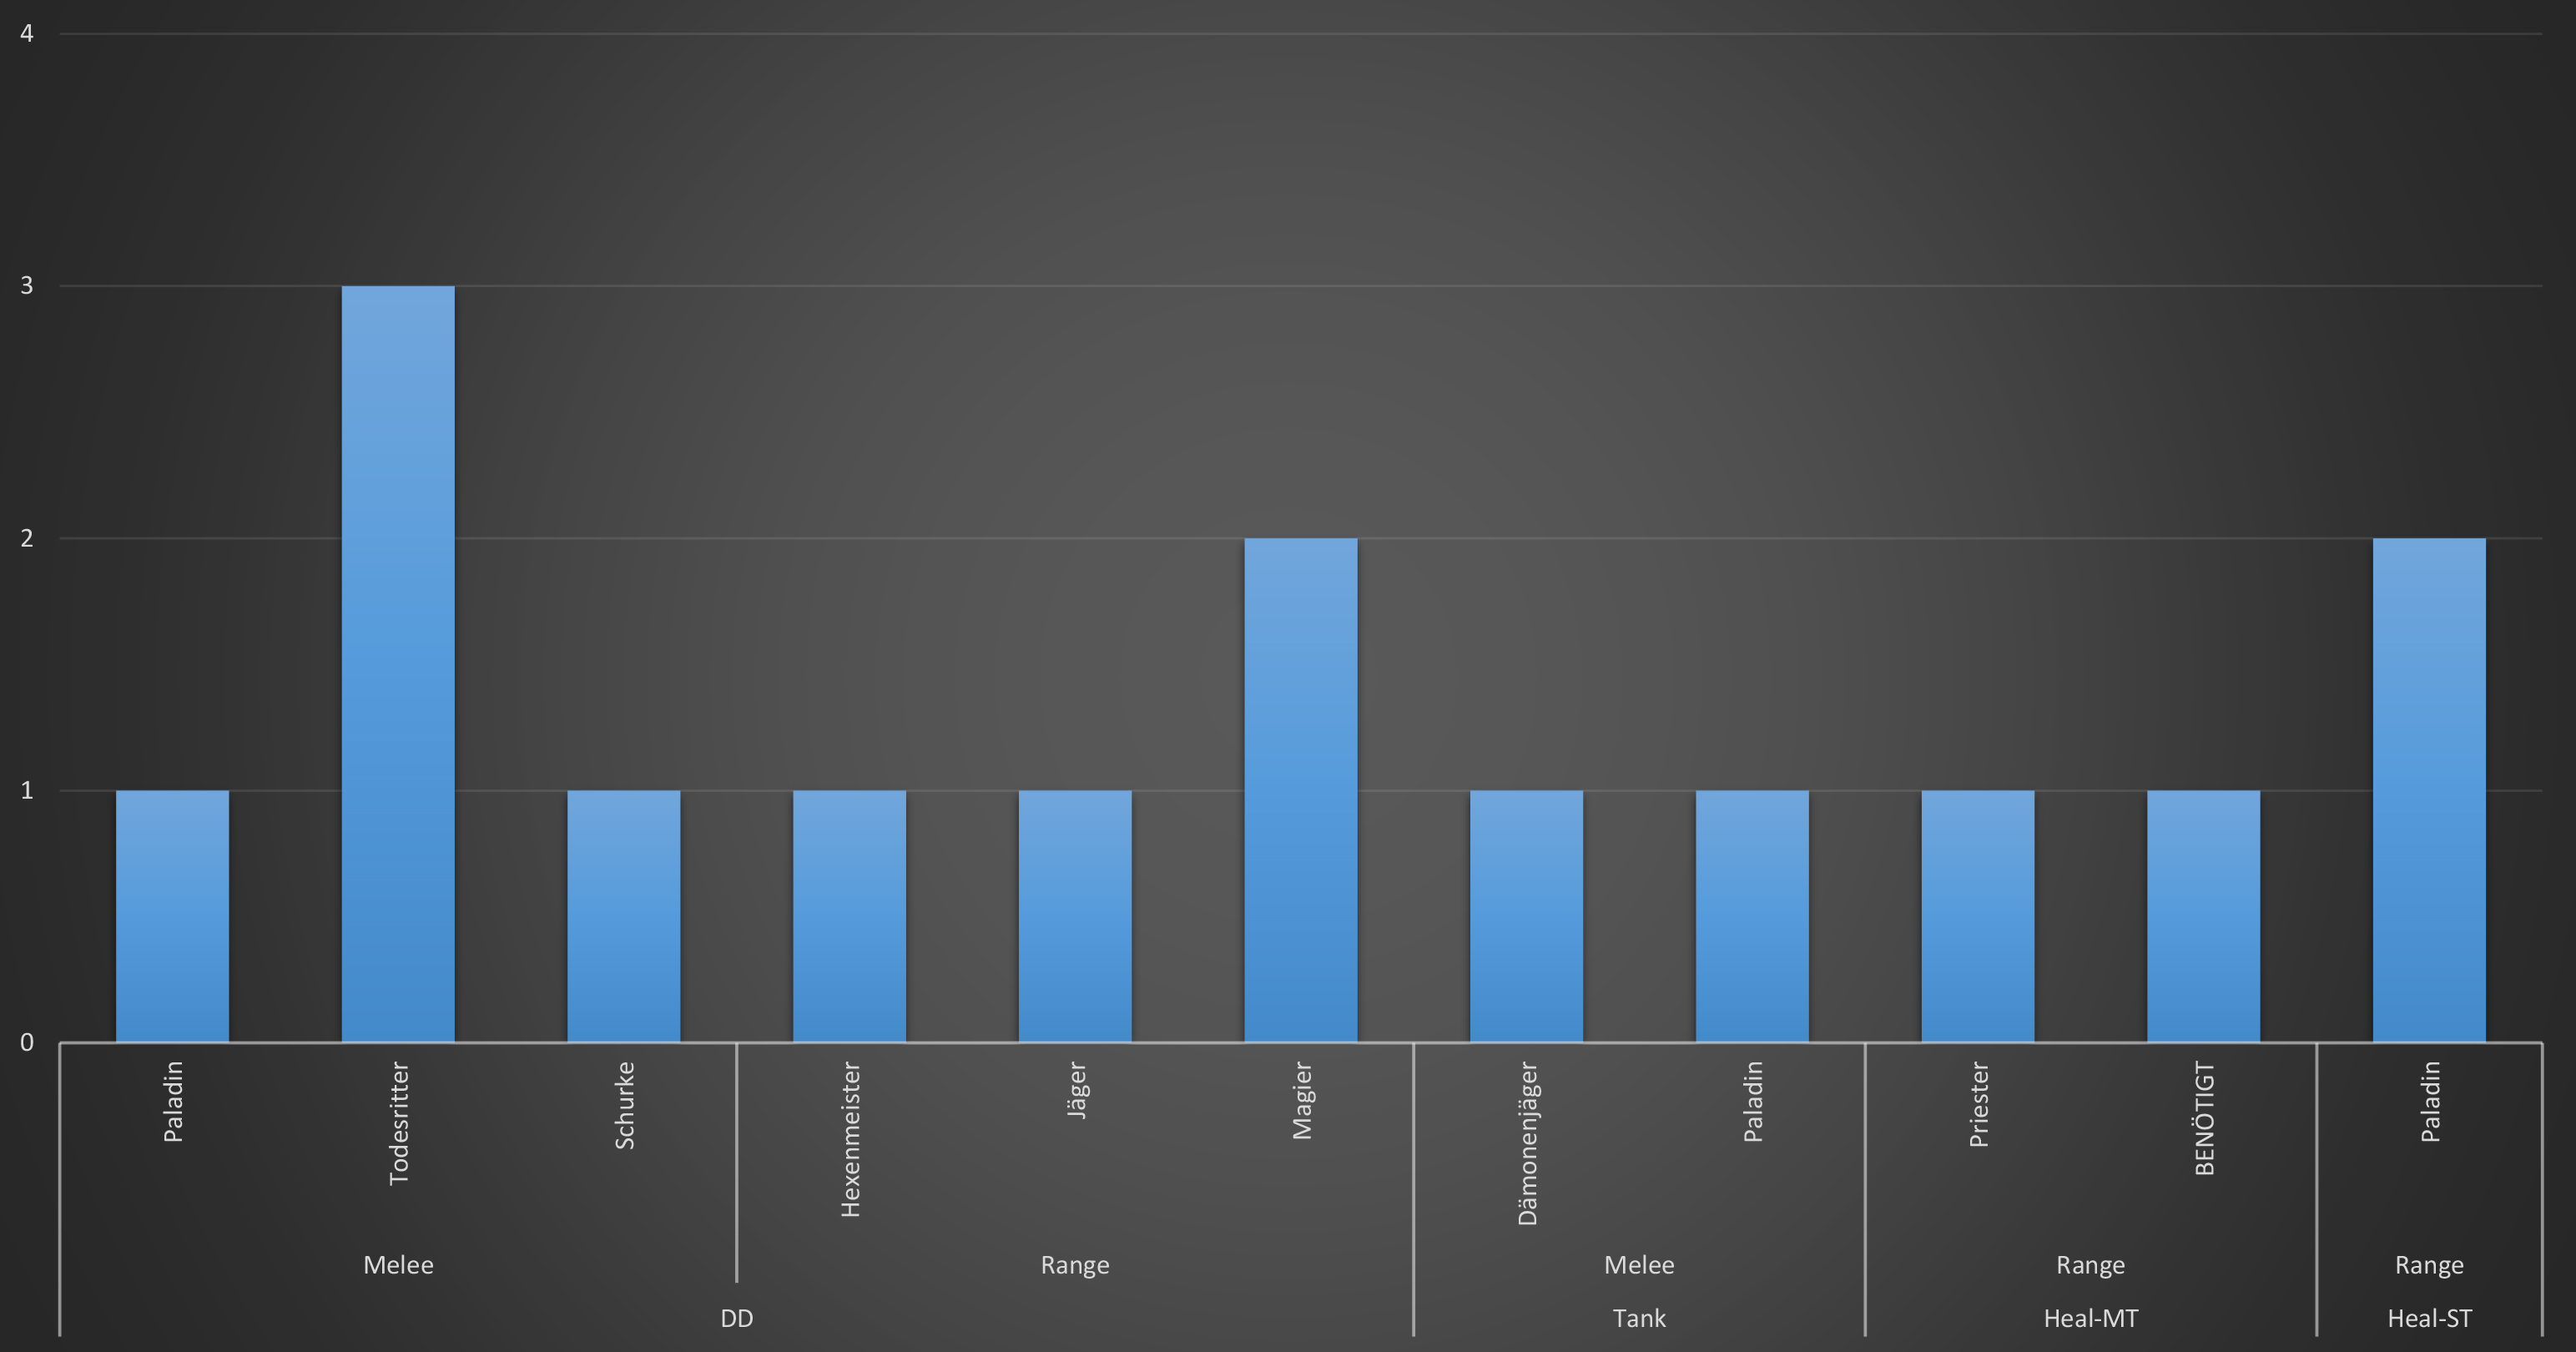 4
3
2
1
0
Paladin
Todesritter
Schurke
Hexenmeister
Jäger
Magier
Dämonenjäger
Paladin
Priester
BENÖTIGT
Paladin
Melee
Range
Melee
Range
Range
DD
Tank
Heal-MT
Heal-ST